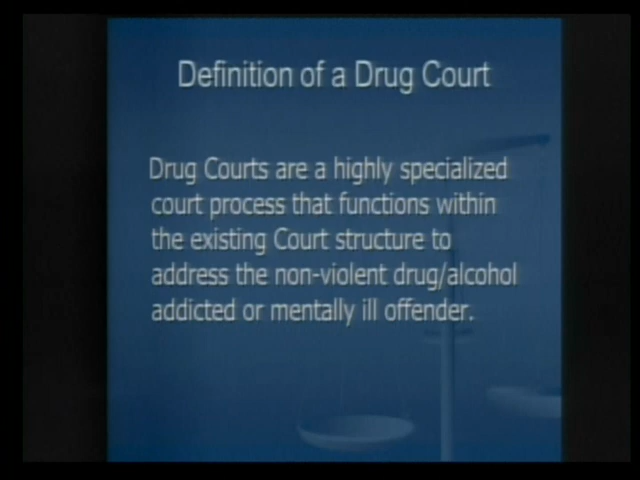 Definition of a Drug Court
Drug Courts are a highly specialized
court process that functions within
the existing Court structure to
address the non-violent drug/alcohol
addicted or mentally ill offender.